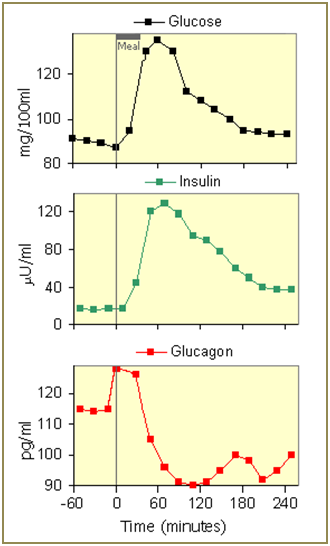 Glucose
Meal
120
100
80
mg/100ml
Insulin
120
80
40
0
µU/ml
Glucagon
120
110
100
90
pg/ml
-60 0 60 120 180 240
Time (minutes)